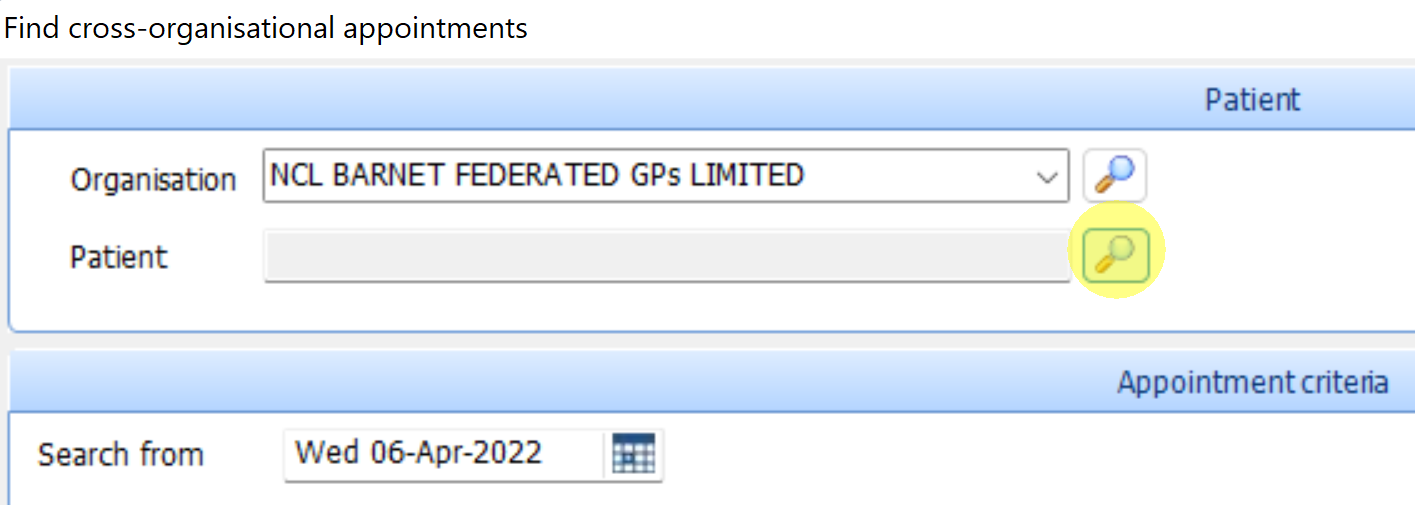 Find cross-organisational appointments
Patient
Organisation NCL BARNET FEDERATED GPs LIMITED
Patient
Appointment criteria
Search from Wed 06-Apr-2022